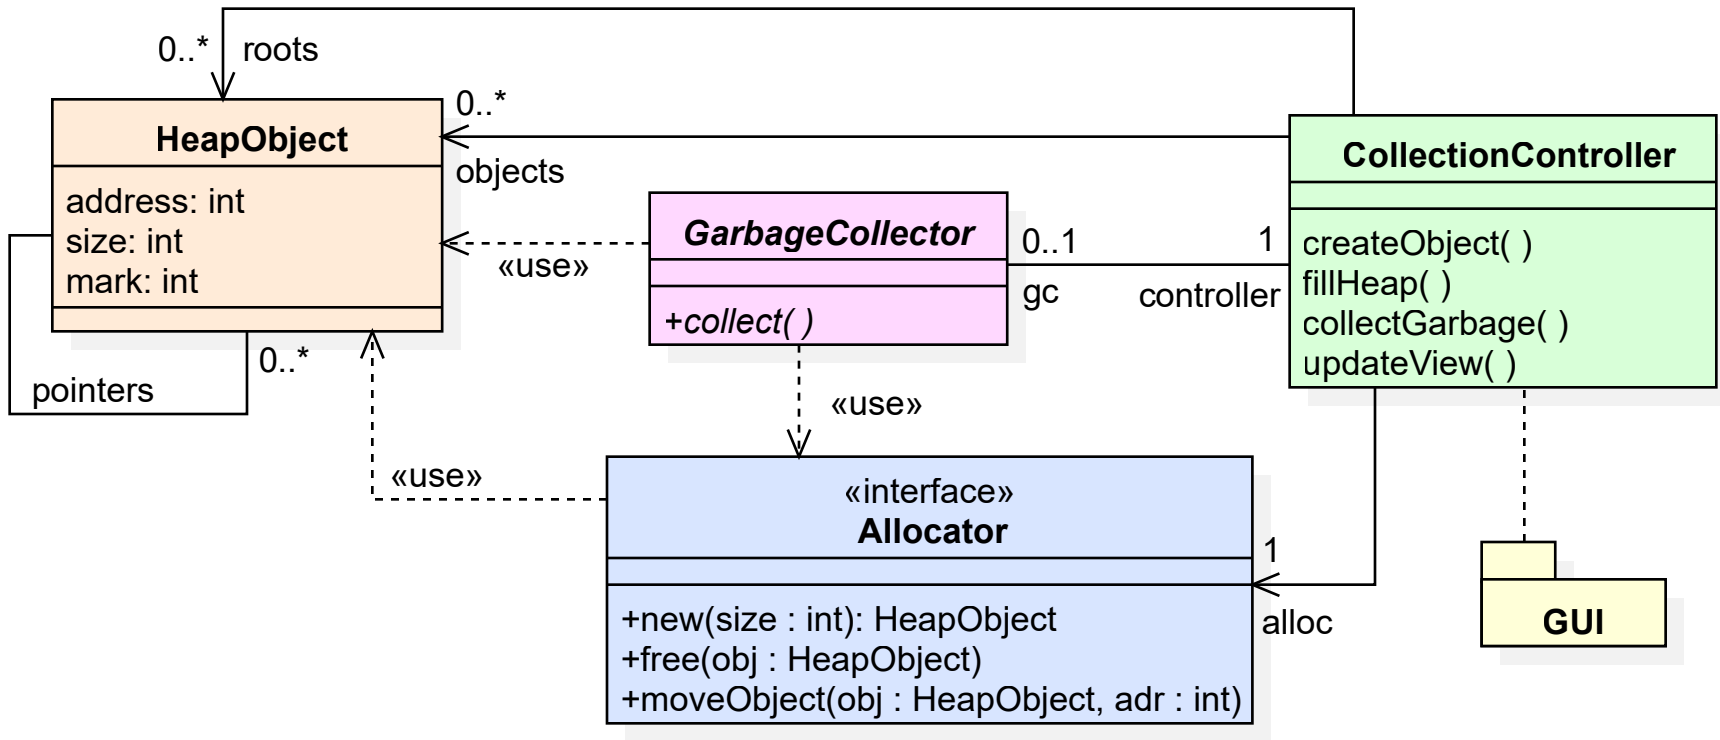 0..*
roots
HeapObject
address: int
size: int
mark: int
0..*
pointers
0..*
objects
«use»
GarbageCollector
+collect( )
0..1
gc
1
controller
CollectionController
createObject( )
fillHeap( )
collectGarbage( )
updateView( )
«use»
«use»
«interface»
Allocator
+new(size : int): HeapObject
+free(obj : HeapObject)
+moveObject(obj : HeapObject, adr : int)
1
alloc
GUI